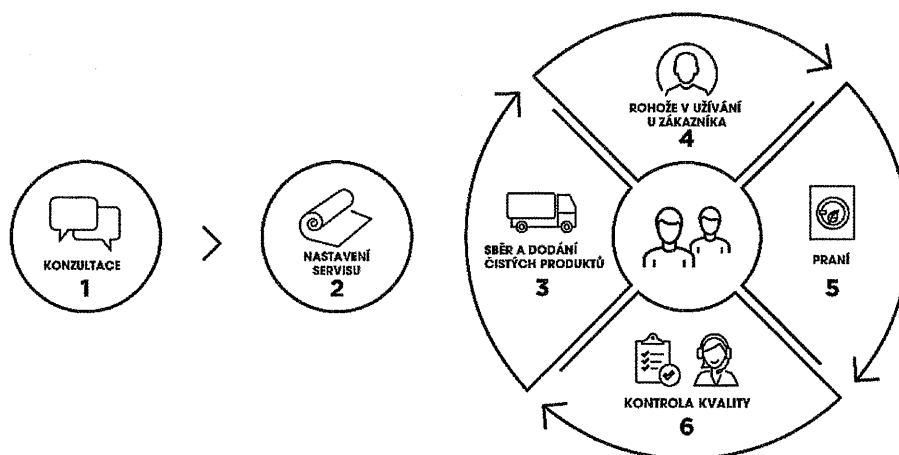 KONZULTACE
1
NASTAVENÍ
SERVISU
2
SBĚR A DODÁNÍ
ČISTÝCH PRODUKTŮ
3
ROHOŽE V UŽÍVÁNÍ
U ZÁKAZNÍKA
4
PRANÍ
5
KONTROLA KVALITY
6